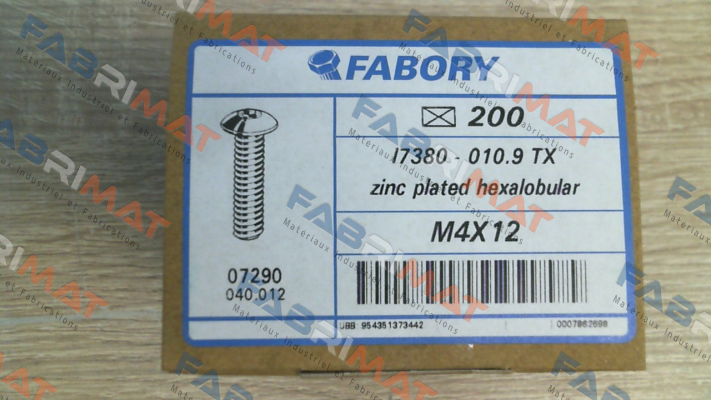 FABORY
200
I7380 - 010.9 TX
zinc plated hexalobular
M4X12
07290
040.012
UBB: 954351373442
0007862698
FABRIMAT
Materiaux Industriel et Fabrications